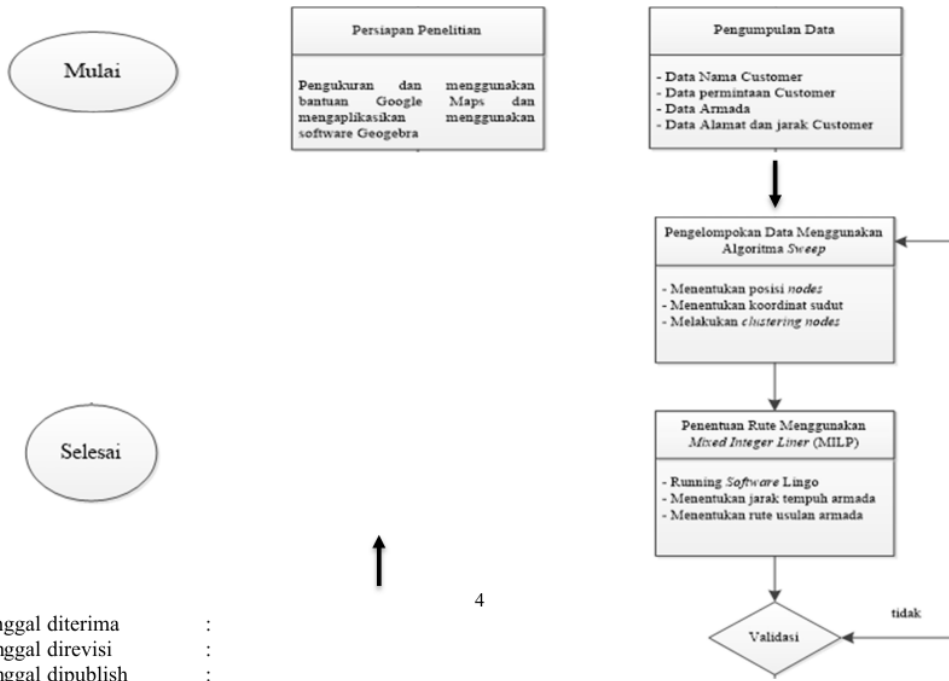 Mulai
Persiapan Penelitian
Pengukuran dan menggunakan
bantuan Google Maps dan
mengaplikasikan menggunakan
software Geogebra
Pengumpulan Data
- Data Nama Customer
- Data permintaan Customer
- Data Armada
- Data Alamat dan jarak Customer
Pengelompokan Data Menggunakan
Algoritma Sweep
- Menentukan posisi nodes
- Menentukan koordinat sudut
- Melakukan clustering nodes
Selesai
Penentuan Rute Menggunakan
Mixed Integer Liner (MILP)
- Running Software Lingo
- Menentukan jarak tempuh armada
- Menentukan rute usulan armada
Validasi
tidak
4
nggal diterima :
nggal direvisi :
nggal dipublish :